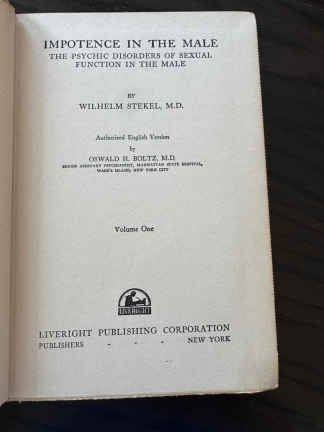 IMPOTENCE IN THE MALE
THE PSYCHIC DISORDERS OF SEXUAL
FUNCTION IN THE MALE
BY
WILHELM STEKEL, M.D.
Authorized English Version
by
OSWALD H. BOLTZ, M.D.
SENIOR ASSISTANT PSYCHIATRIST, MANHATTAN STATE HOSPITAL,
WARD'S ISLAND, NEW YORK CITY
Volume One
LIVERIGHT
LIVERIGHT PUBLISHING CORPORATION
PUBLISHERS - - - NEW YORK